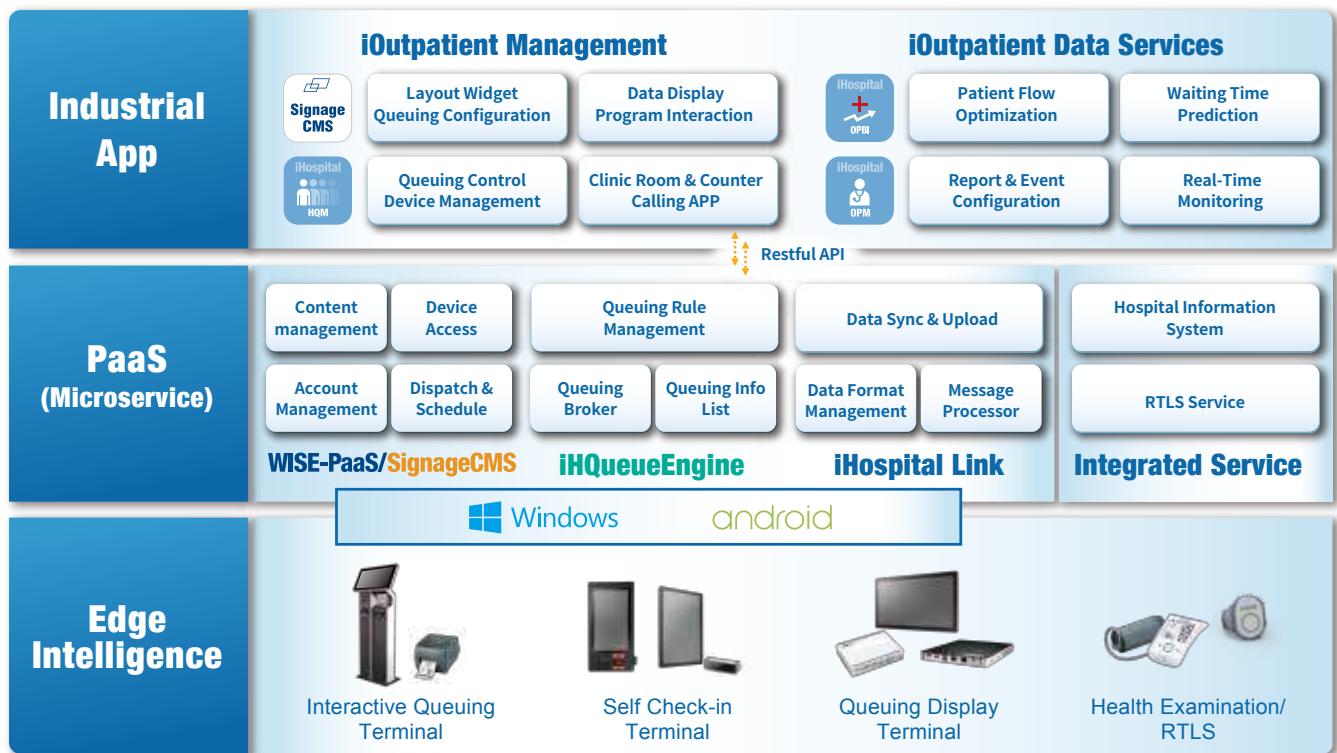 Industrial
App
iOutpatient Management
Signage
CMS
Layout Widget
Queuing Configuration
Data Display
Program Interaction
iHospital
HQM
Queuing Control
Device Management
Clinic Room & Counter
Calling APP
iOutpatient Data Services
iHospital
OPBI
Patient Flow
Optimization
Waiting Time
Prediction
iHospital
OPM
Report & Event
Configuration
Real-Time
Monitoring
Restful API
PaaS
(Microservice)
Content
management
Device
Access
Account
Management
Dispatch &
Schedule
WISE-PaaS/SignageCMS
Queuing Rule
Management
Queuing
Broker
Queuing Info
List
iHQueueEngine
Data Sync & Upload
Data Format
Management
Message
Processor
iHospital Link
Hospital Information
System
RTLS Service
Integrated Service
Windows
android
Edge
Intelligence
Interactive Queuing
Terminal
Self Check-in
Terminal
Queuing Display
Terminal
Health Examination/
RTLS